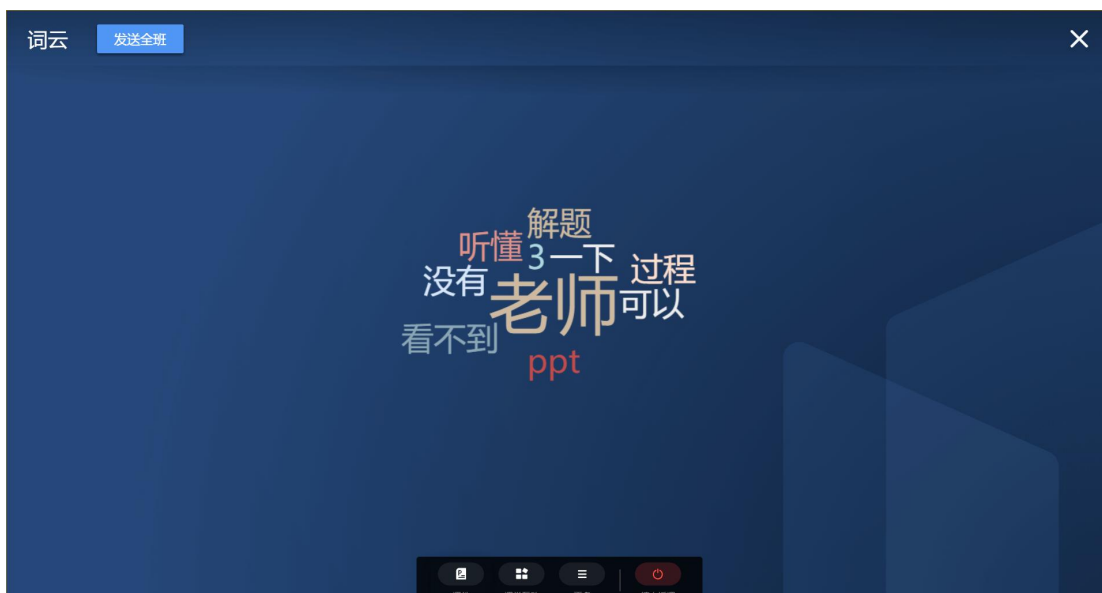 词云 发送全班
解题
听懂 3 一下 过程
没有 老师 可以
看不到
ppt